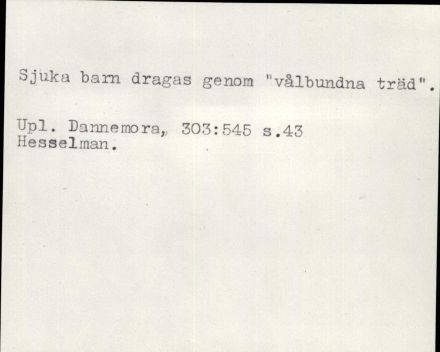 Sjuka barn dragas genom "vålbundna träd".
Upl. Dannemora,, 303:545 s.43
Hesselman.